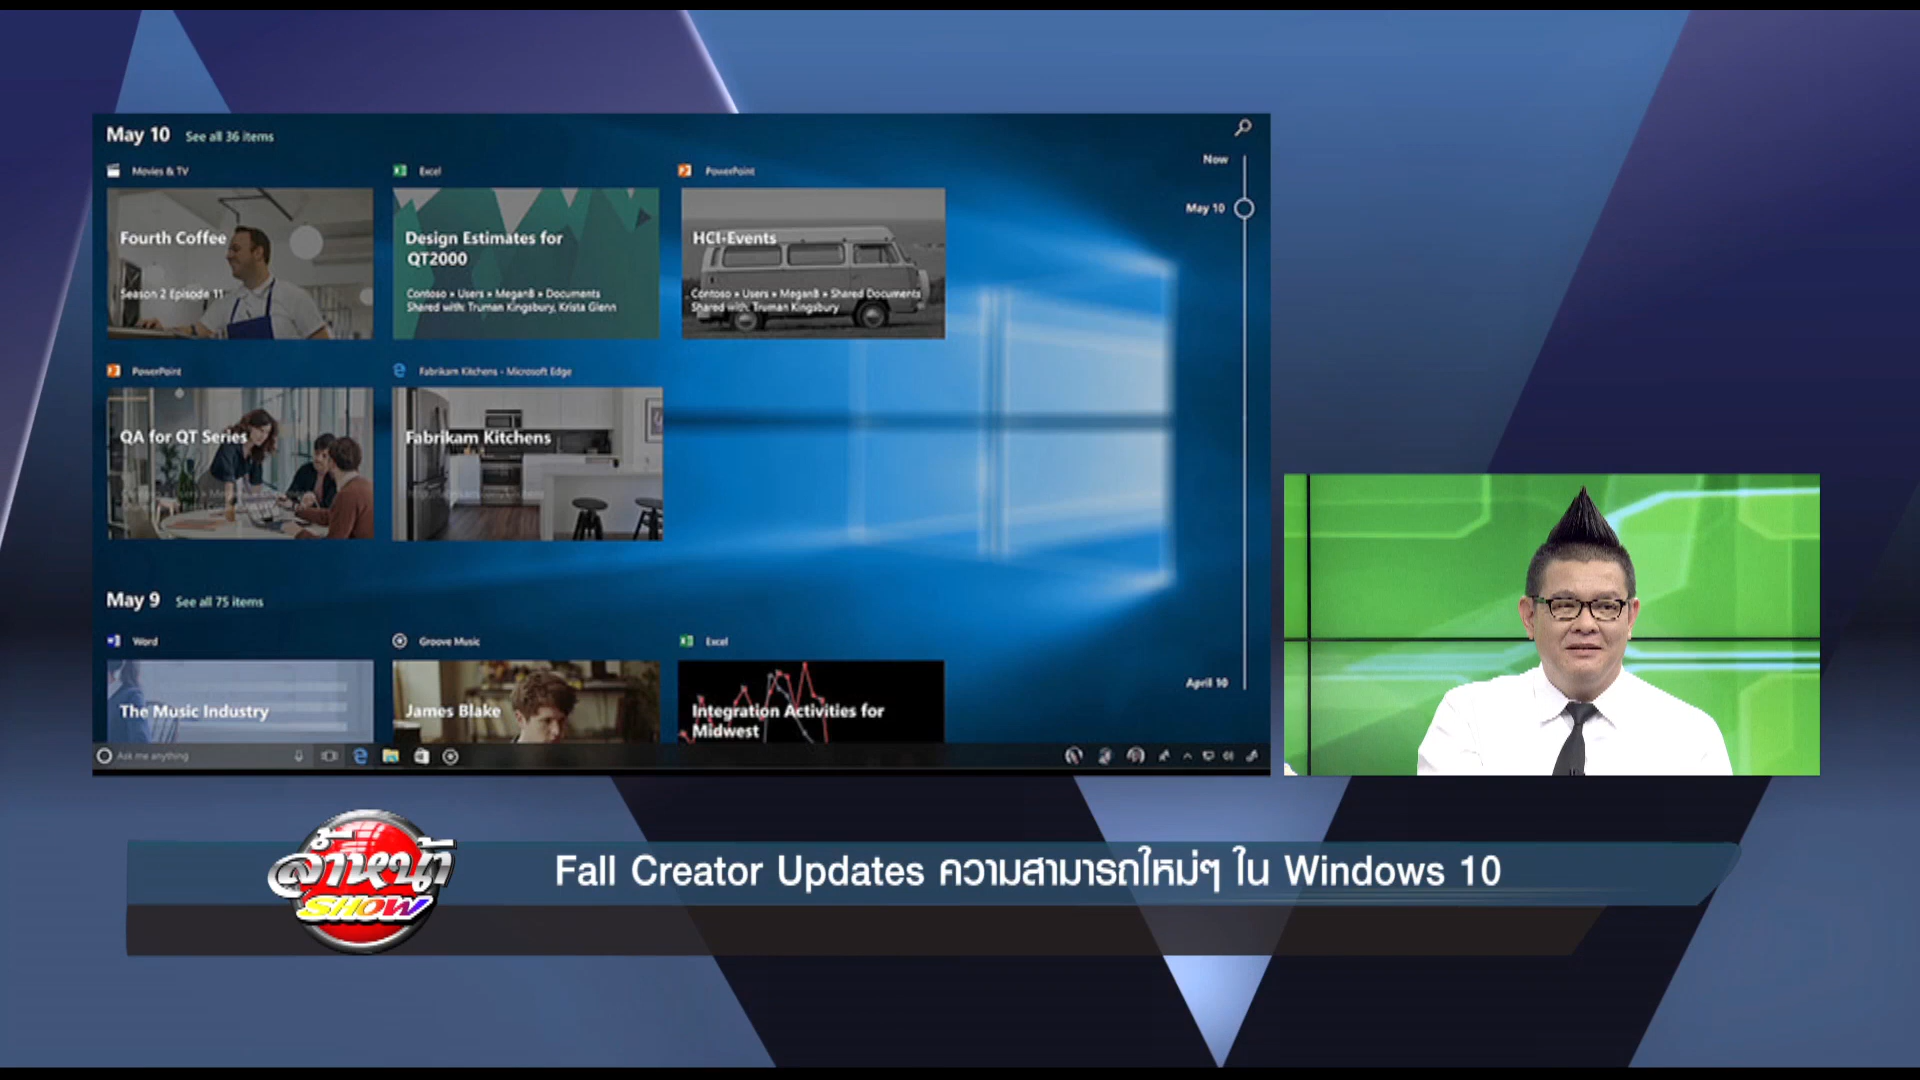 May 10 See all 36 items
Now
May 10
Movies & TV
Fourth Coffee
Season 2 Episode 11
Excel
Design Estimates for
QT2000
Contoso » Users » MeganB » Documents
Shared with: Truman Kingsbury, Krista Glenn
PowerPoint
HCI-Events
Contoso » Users » MeganB » Shared Documents
Shared with: Truman Kingsbury
PowerPoint
QA for QT Series
Fabrikam Kitchens - Microsoft Edge
Fabrikam Kitchens
May 9 See all 75 items
Word
The Music Industry
Groove Music
James Blake
Excel
Integration Activities for
Midwest
April 10
Ask me anything
ล้ำหน้า
SHOW
Fall Creator Updates ความสามารถใหม่ๆ ใน Windows 10